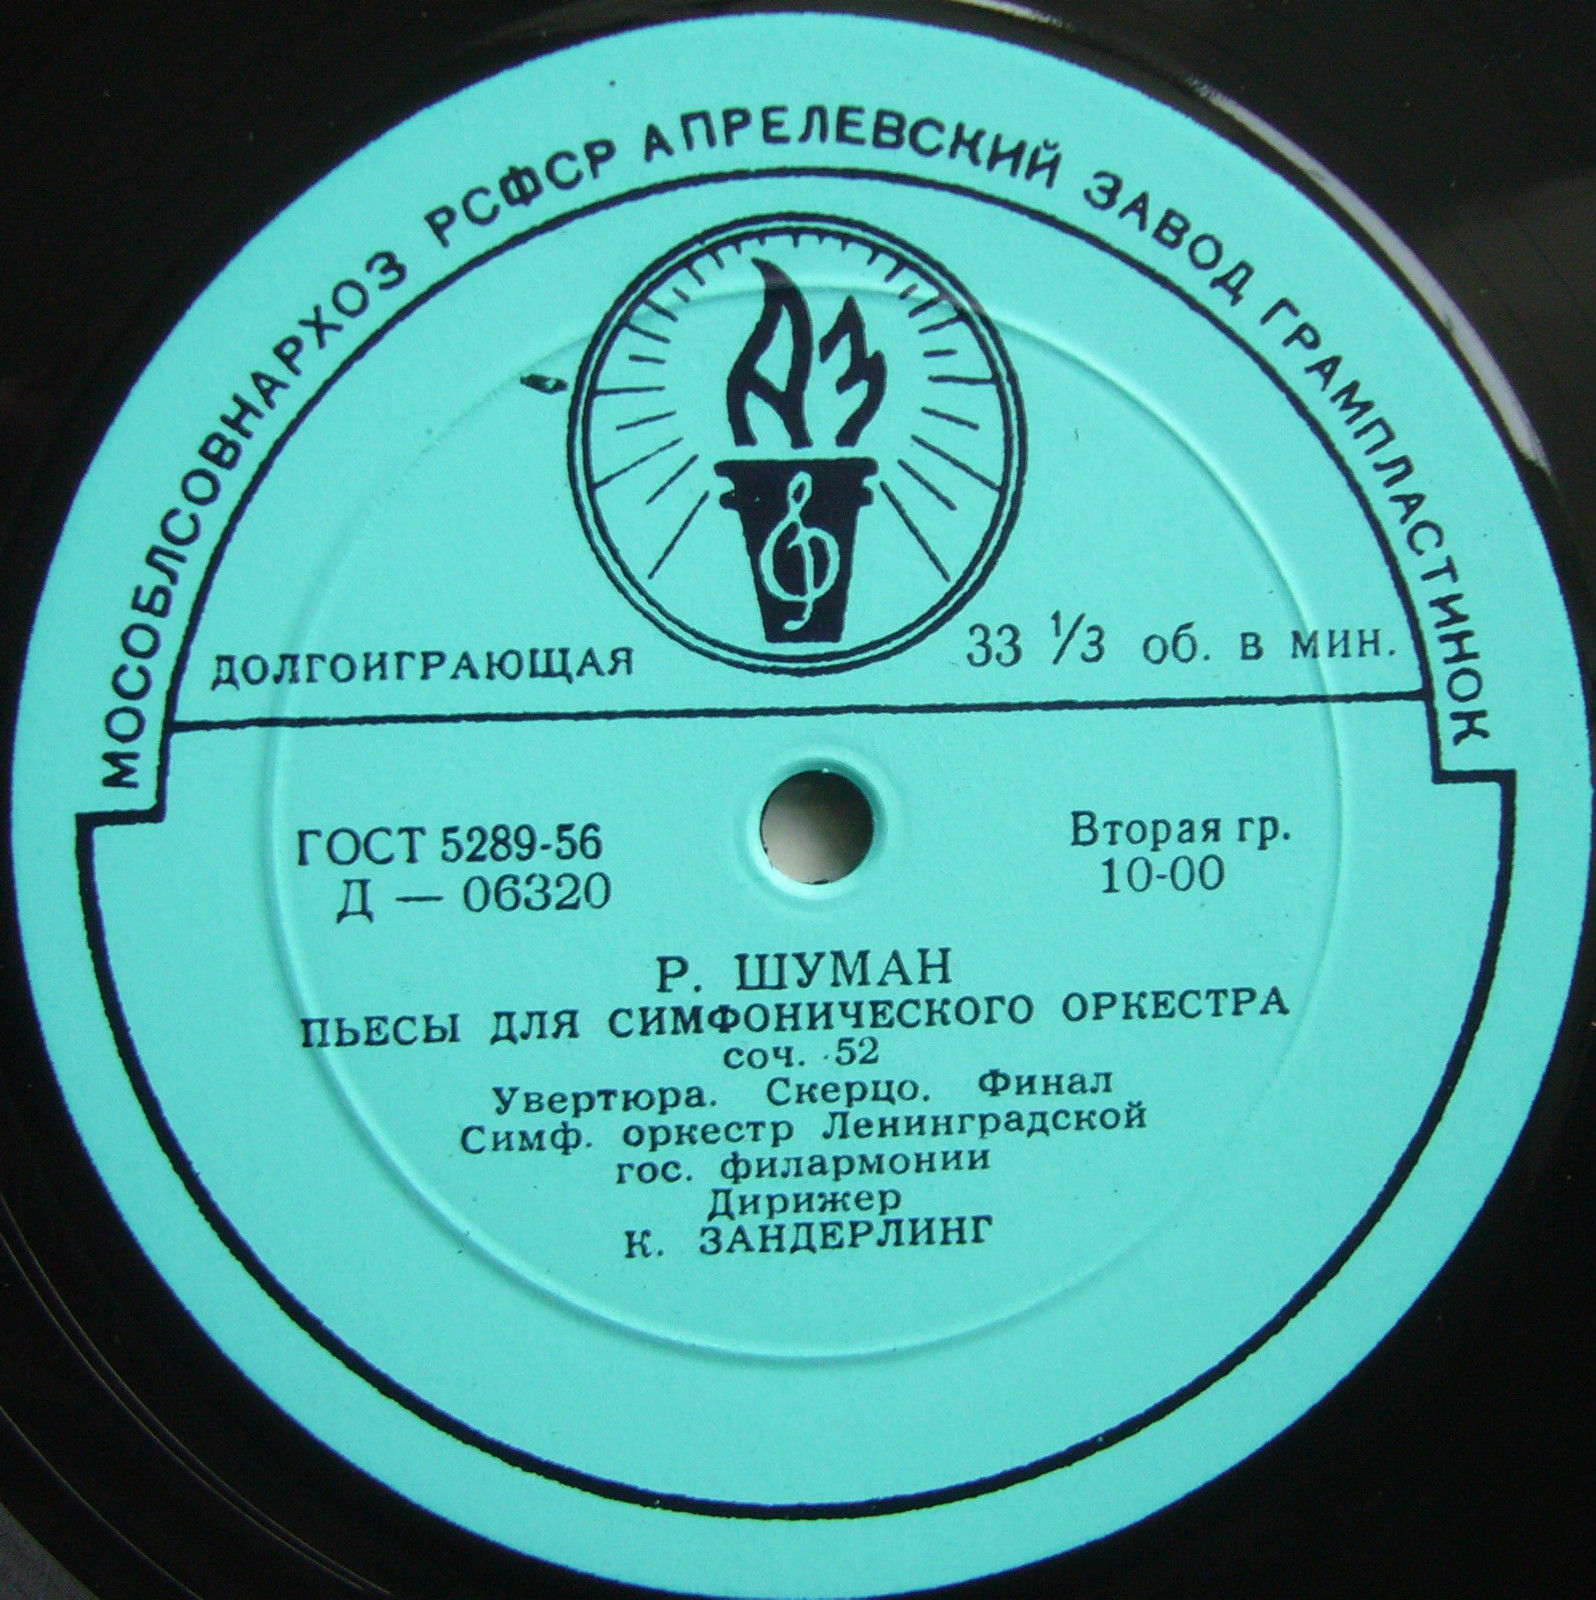 МОСОБЛСОВНАРХОЗ РСФСР АПРЕЛЕВСКИЙ ЗАВОД ГРАМПЛАСТИНОК
АЗ
ДОЛГОИГРАЮЩАЯ
33 1/3 об. в мин.
ГОСТ 5289-56
Д — 06320
Вторая гр.
10-00
Р. ШУМАН
ПЬЕСЫ ДЛЯ СИМФОНИЧЕСКОГО ОРКЕСТРА
соч. 52
Увертюра. Скерцо. Финал
Симф. оркестр Ленинградской
гос. филармонии
Дирижер
К. ЗАНДЕРЛИНГ